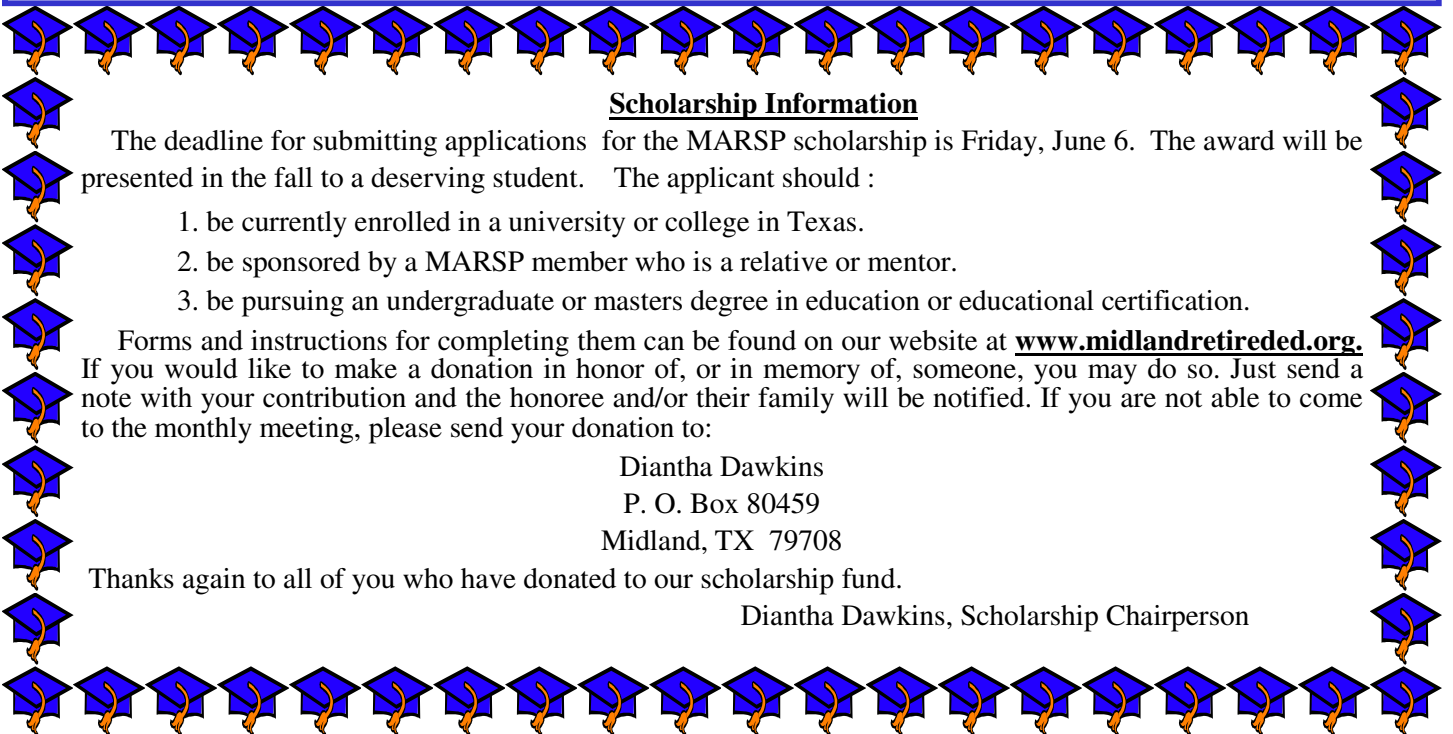 Scholarship Information
The deadline for submitting applications for the MARSP scholarship is Friday, June 6. The award will be
presented in the fall to a deserving student. The applicant should :
1. be currently enrolled in a university or college in Texas.
2. be sponsored by a MARSP member who is a relative or mentor.
3. be pursuing an undergraduate or masters degree in education or educational certification.
Forms and instructions for completing them can be found on our website at www.midlandretireded.org.
If you would like to make a donation in honor of, or in memory of, someone, you may do so. Just send a
note with your contribution and the honoree and/or their family will be notified. If you are not able to come
to the monthly meeting, please send your donation to:
Diantha Dawkins
P. O. Box 80459
Midland, TX 79708
Thanks again to all of you who have donated to our scholarship fund.
Diantha Dawkins, Scholarship Chairperson